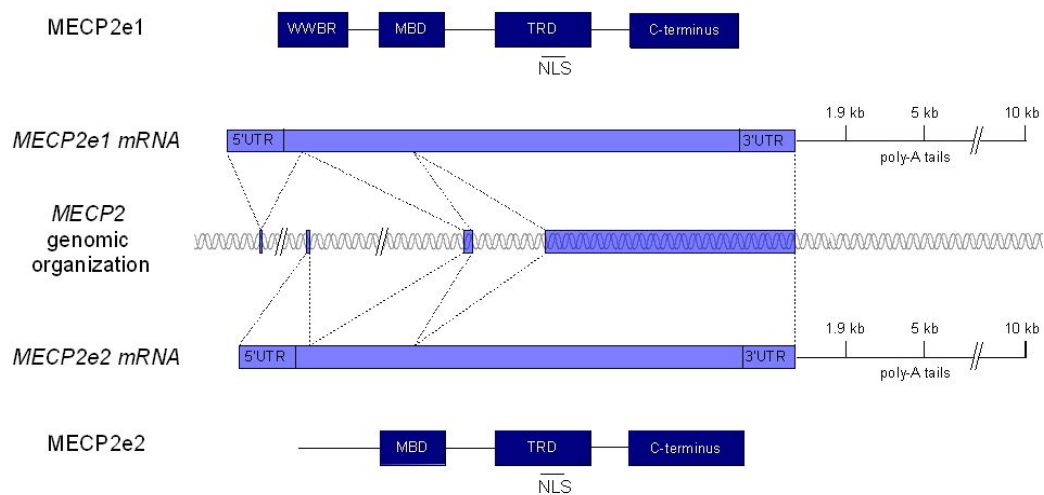 MECP2e1
WWBR MBD TRD C-terminus
NLS
1.9 kb 5 kb 10 kb
MECP2e1 mRNA 5'UTR 3'UTR
poly-A tails
MECP2
genomic
organization
1.9 kb 5 kb 10 kb
MECP2e2 mRNA 5'UTR 3'UTR
poly-A tails
MECP2e2
MBD TRD C-terminus
NLS